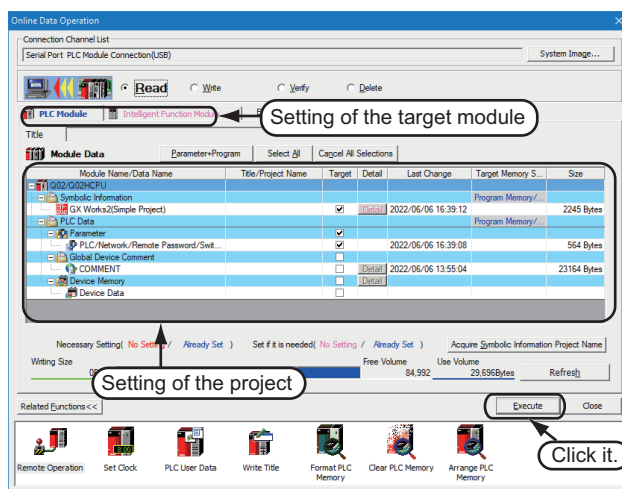 Online Data Operation
Connection Channel List
Serial Port PLC Module Connection(USB)
System Image...
Read Write Verify Delete
PLC Module Intelligent Function Module
Setting of the target module
Title
Module Data Parameter+Program Select All Cancel All Selections
Module Name/Data Name Title/Project Name Target Detail Last Change Target Memory S... Size
Q02/Q02HCPU
Symbolic Information Program Memory/...
GX Works2(Simple Project) Detail 2022/06/06 16:39:12 2245 Bytes
PLC Data Program Memory/...
Parameter
PLC/Network/Remote Password/Swit... 2022/06/06 16:39:08 564 Bytes
Global Device Comment
COMMENT Detail 2022/06/06 13:55:04 23164 Bytes
Device Memory Detail
Device Data
Necessary Setting( No Setting / Already Set ) Set if it is needed( No Setting / Already Set ) Acquire Symbolic Information Project Name
Writing Size Free Volume Use Volume
84,992 29,696Bytes Refresh
Setting of the project
Related Functions<< Execute Close
Click it.
Remote Operation Set Clock PLC User Data Write Title Format PLC Memory Clear PLC Memory Arrange PLC Memory